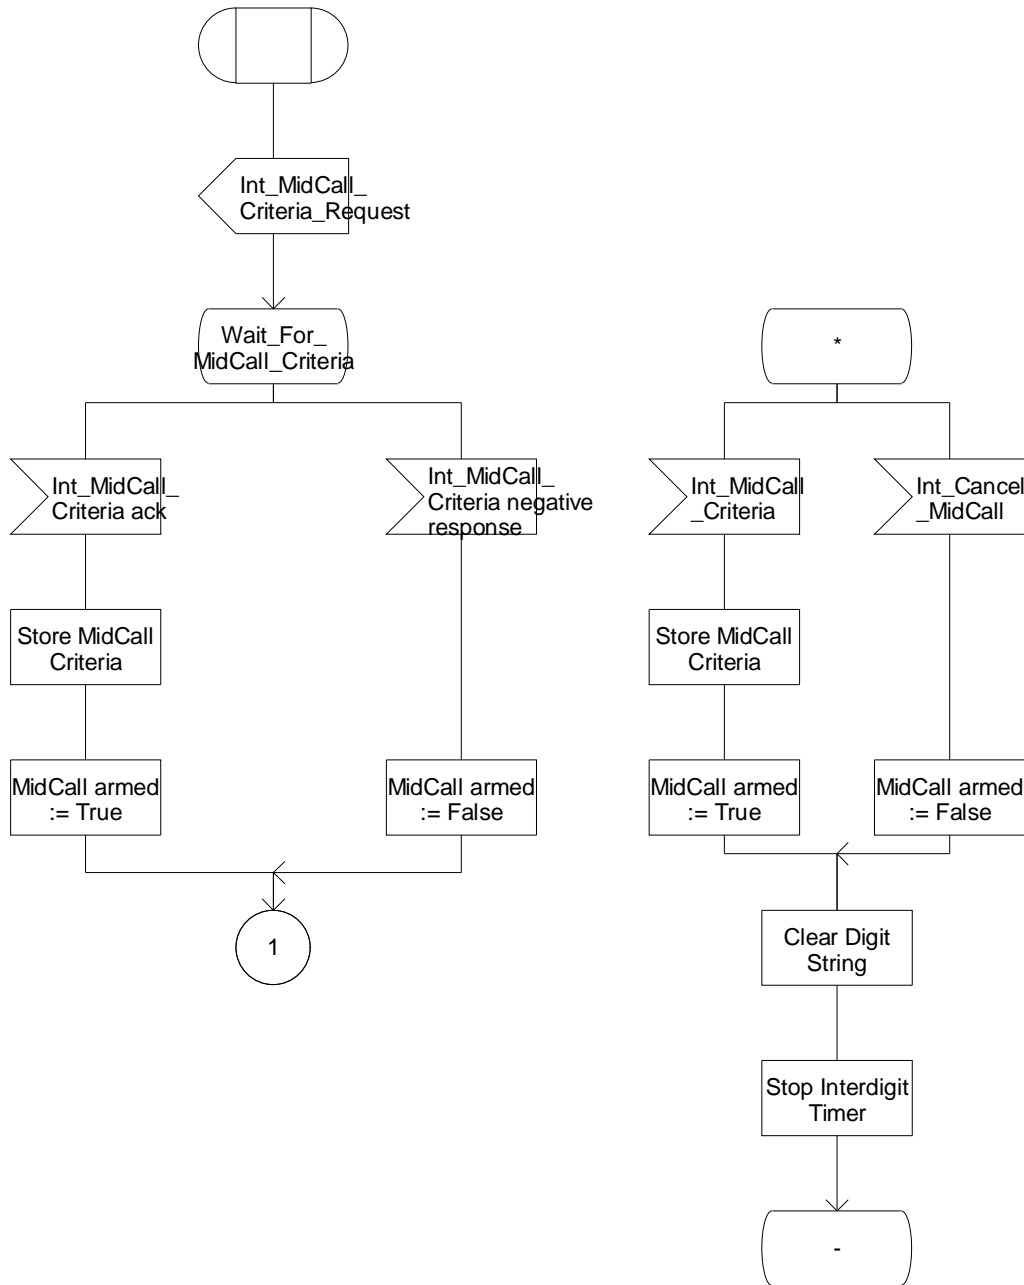 Int_MidCall_
Criteria_Request
Wait_For_
MidCall_Criteria
*
Int_MidCall_
Criteria ack
Int_MidCall_
Criteria negative
response
Int_MidCall
_Criteria
Int_Cancel
_MidCall
Store MidCall
Criteria
Store MidCall
Criteria
MidCall armed
:= True
MidCall armed
:= False
MidCall armed
:= True
MidCall armed
:= False
1
Clear Digit
String
Stop Interdigit
Timer
-